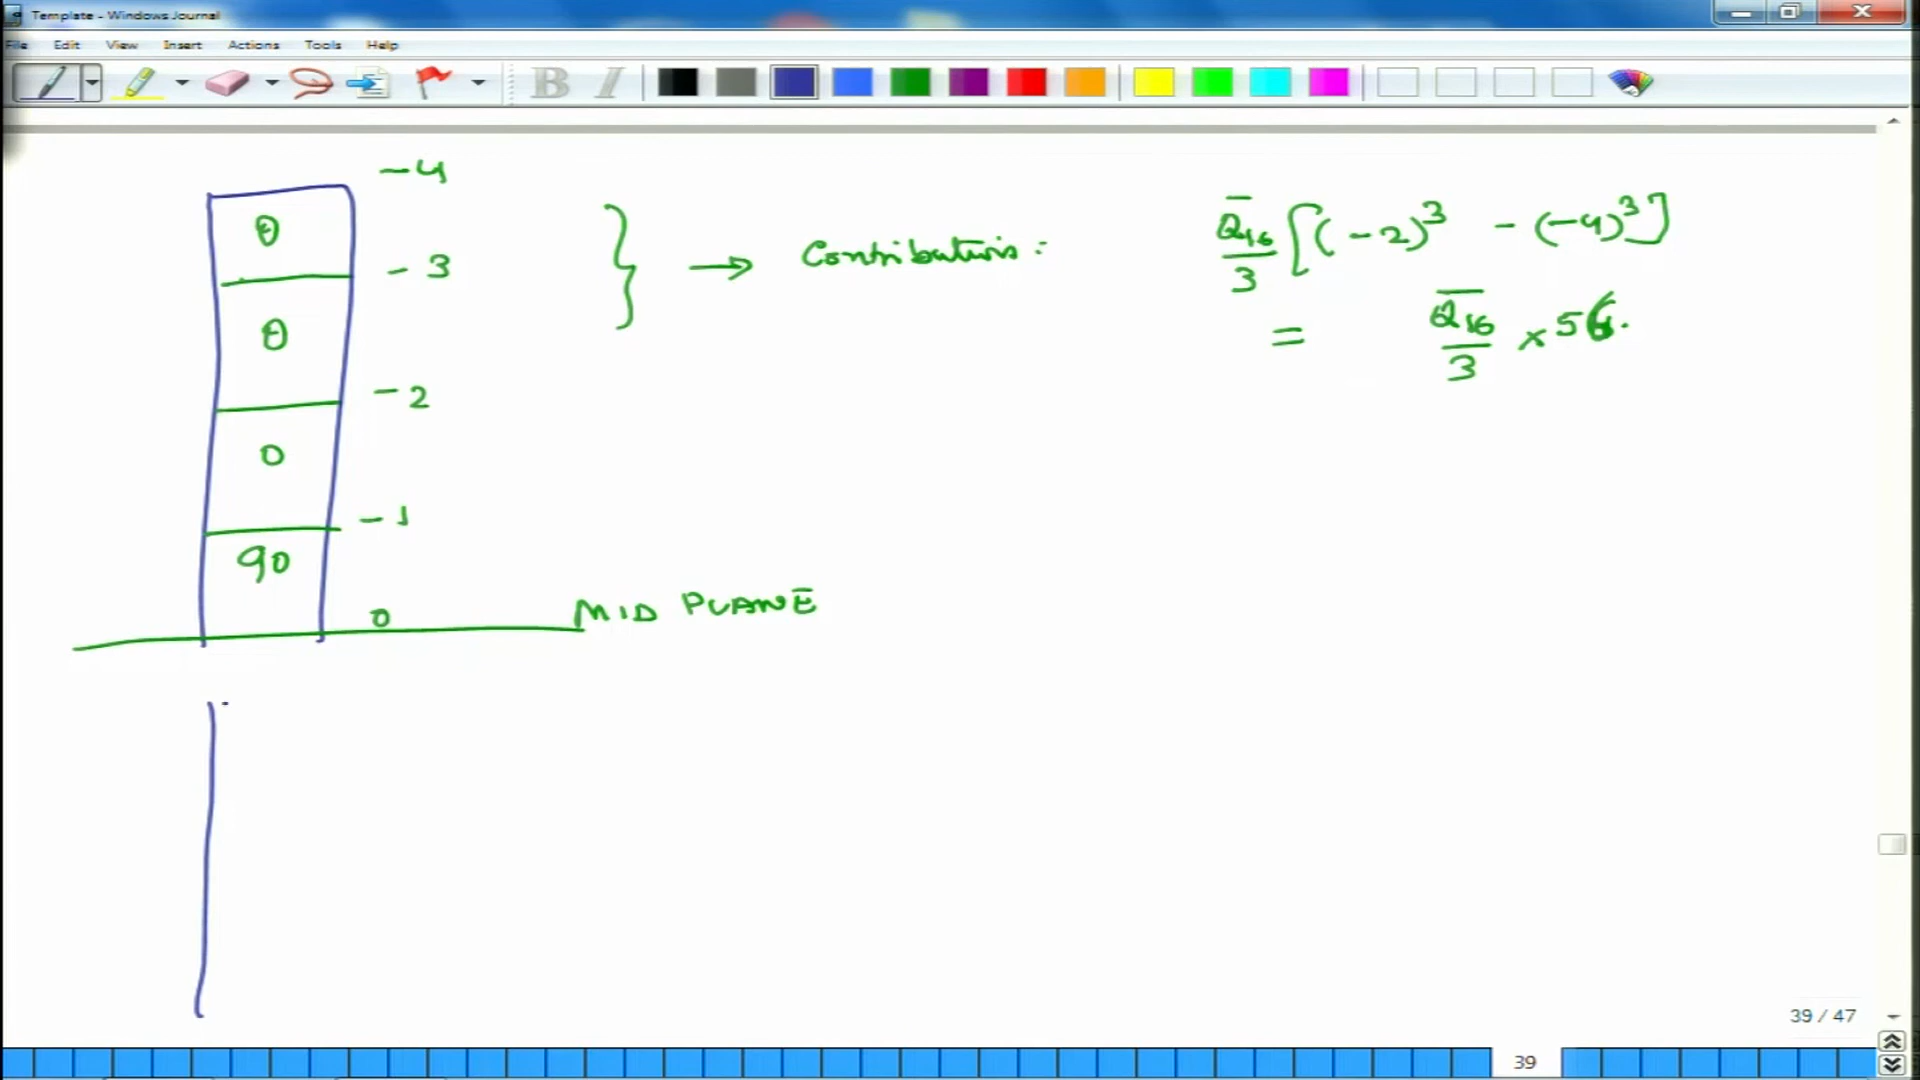 Template - Windows Journal
File Edit View Insert Actions Tools Help
B I
-4
θ
-3
θ
-2
0
-1
90
0
MID PLANE
→ Contributions :
Q̄16/3 [(-2)^3 - (-4)^3]
= Q̄16/3 × 56.
39 / 47
39